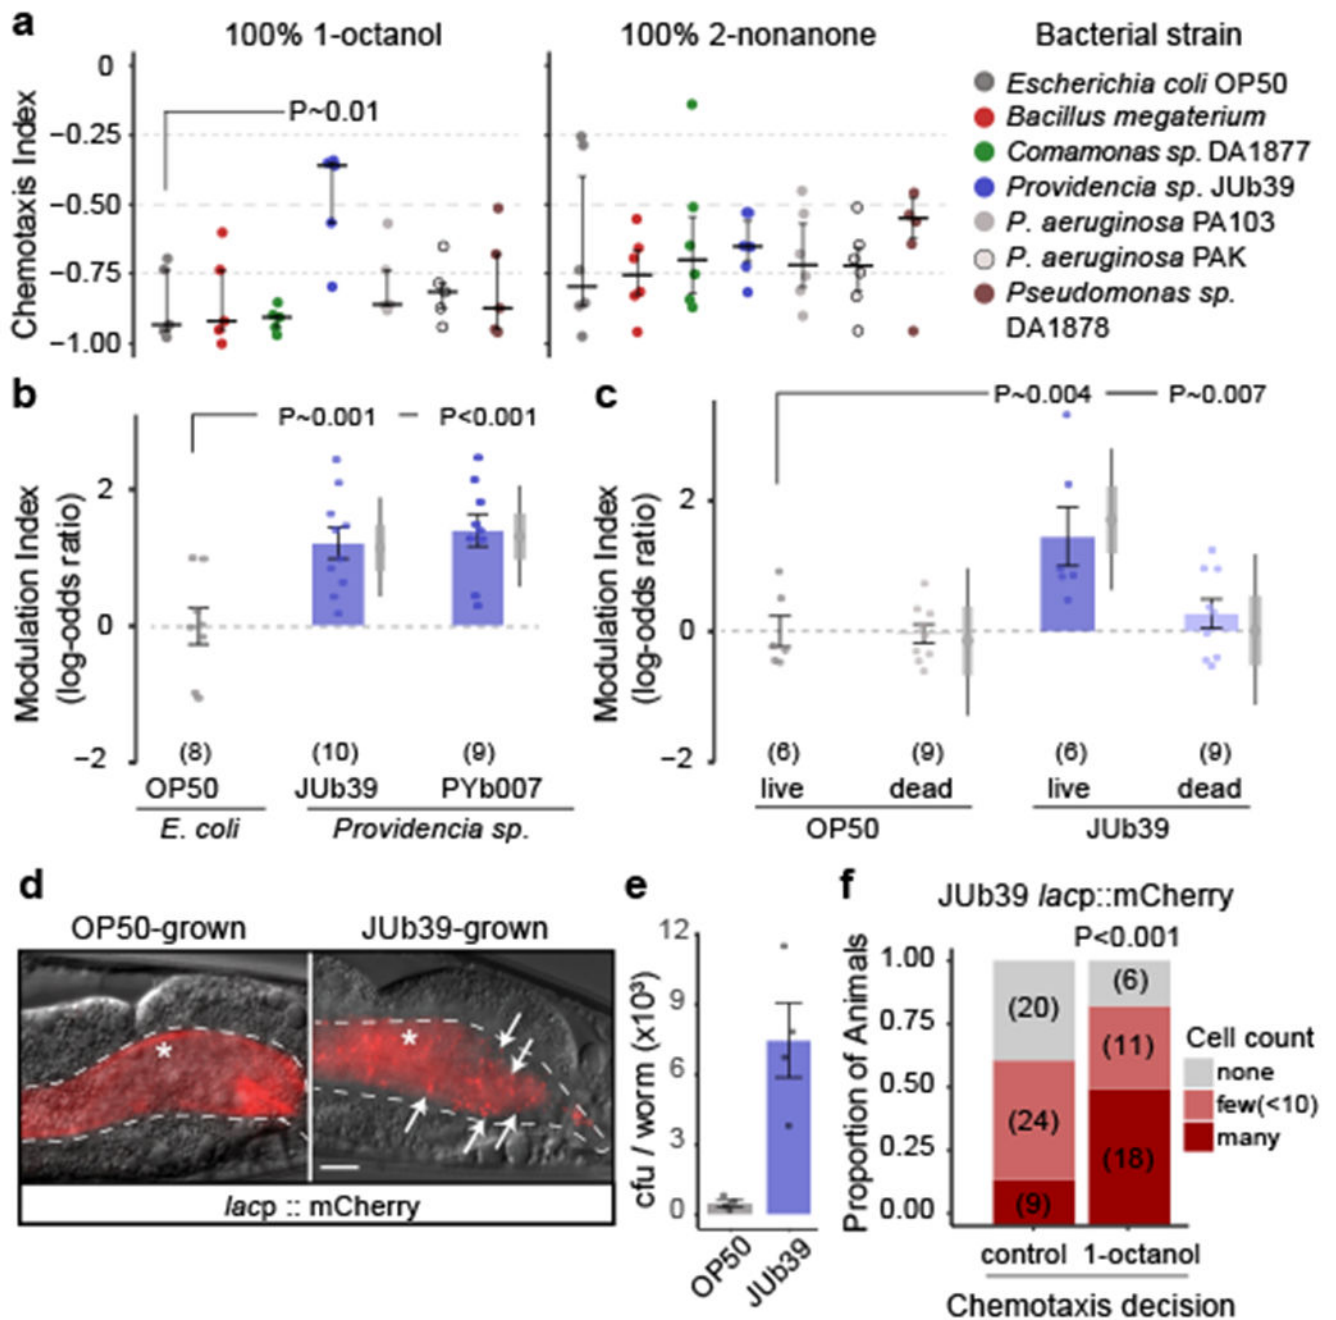 a
100% 1-octanol
100% 2-nonanone
Bacterial strain
Chemotaxis Index
0
−0.25
−0.50
−0.75
−1.00
P~0.01
Escherichia coli OP50
Bacillus megaterium
Comamonas sp. DA1877
Providencia sp. JUb39
P. aeruginosa PA103
P. aeruginosa PAK
Pseudomonas sp.
DA1878
b
Modulation Index
(log-odds ratio)
2
0
−2
P~0.001
P<0.001
(8)
(10)
(9)
OP50
JUb39
PYb007
E. coli
Providencia sp.
c
Modulation Index
(log-odds ratio)
2
0
−2
P~0.004
P~0.007
(6)
(9)
(6)
(9)
live
dead
live
dead
OP50
JUb39
d
OP50-grown
JUb39-grown
*
*
lacp :: mCherry
e
cfu / worm (x10³)
12
9
6
3
0
OP50
JUb39
f
JUb39 lacp::mCherry
P<0.001
Proportion of Animals
1.00
0.75
0.50
0.25
0.00
(20)
(24)
(9)
(6)
(11)
(18)
Cell count
none
few(<10)
many
control
1-octanol
Chemotaxis decision